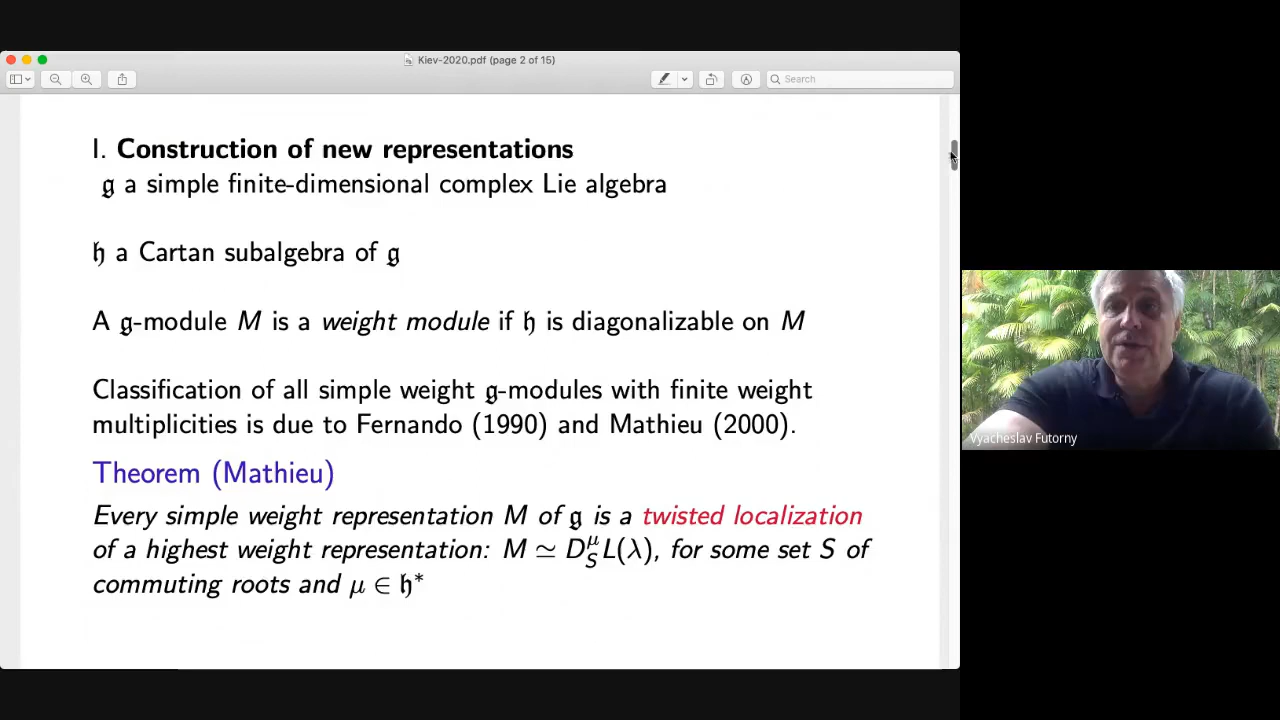 Kiev-2020.pdf (page 2 of 15)
Search
I. Construction of new representations
𝔤 a simple finite-dimensional complex Lie algebra
𝔥 a Cartan subalgebra of 𝔤
A 𝔤-module M is a weight module if 𝔥 is diagonalizable on M
Classification of all simple weight 𝔤-modules with finite weight
multiplicities is due to Fernando (1990) and Mathieu (2000).
Theorem (Mathieu)
Every simple weight representation M of 𝔤 is a twisted localization
of a highest weight representation: M ≃ D_S^μ L(λ), for some set S of
commuting roots and μ ∈ 𝔥*
Vyacheslav Futorny